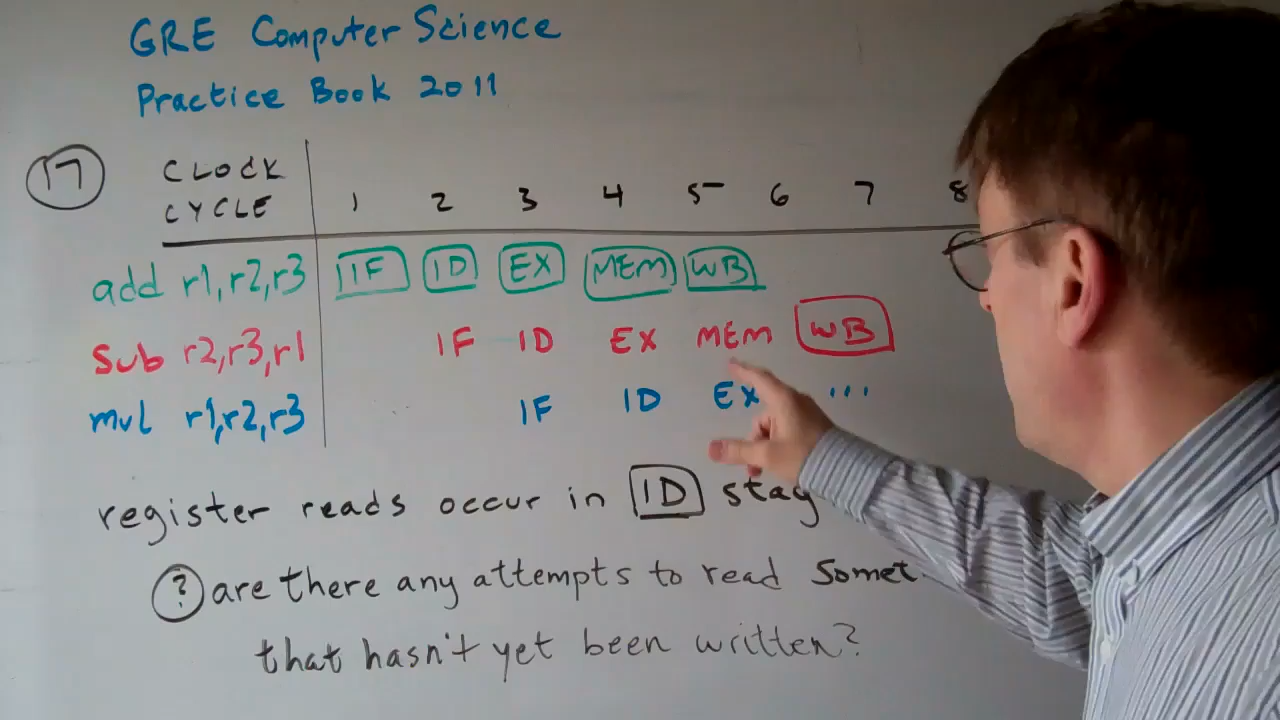 GRE Computer Science
Practice Book 2011
17 CLOCK
CYCLE 1 2 3 4 5 6 7 8
add r1,r2,r3 IF ID EX MEM WB
sub r2,r3,r1 IF ID EX MEM WB
mul r1,r2,r3 IF ID EX ...
register reads occur in ID
? are there any attempts to read
that hasn't yet been written?